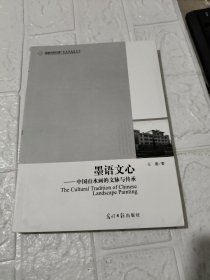 墨语文心
——中国山水画的文脉与传承
The Cultural Tradition of Chinese
Landscape Painting
光明日报出版社